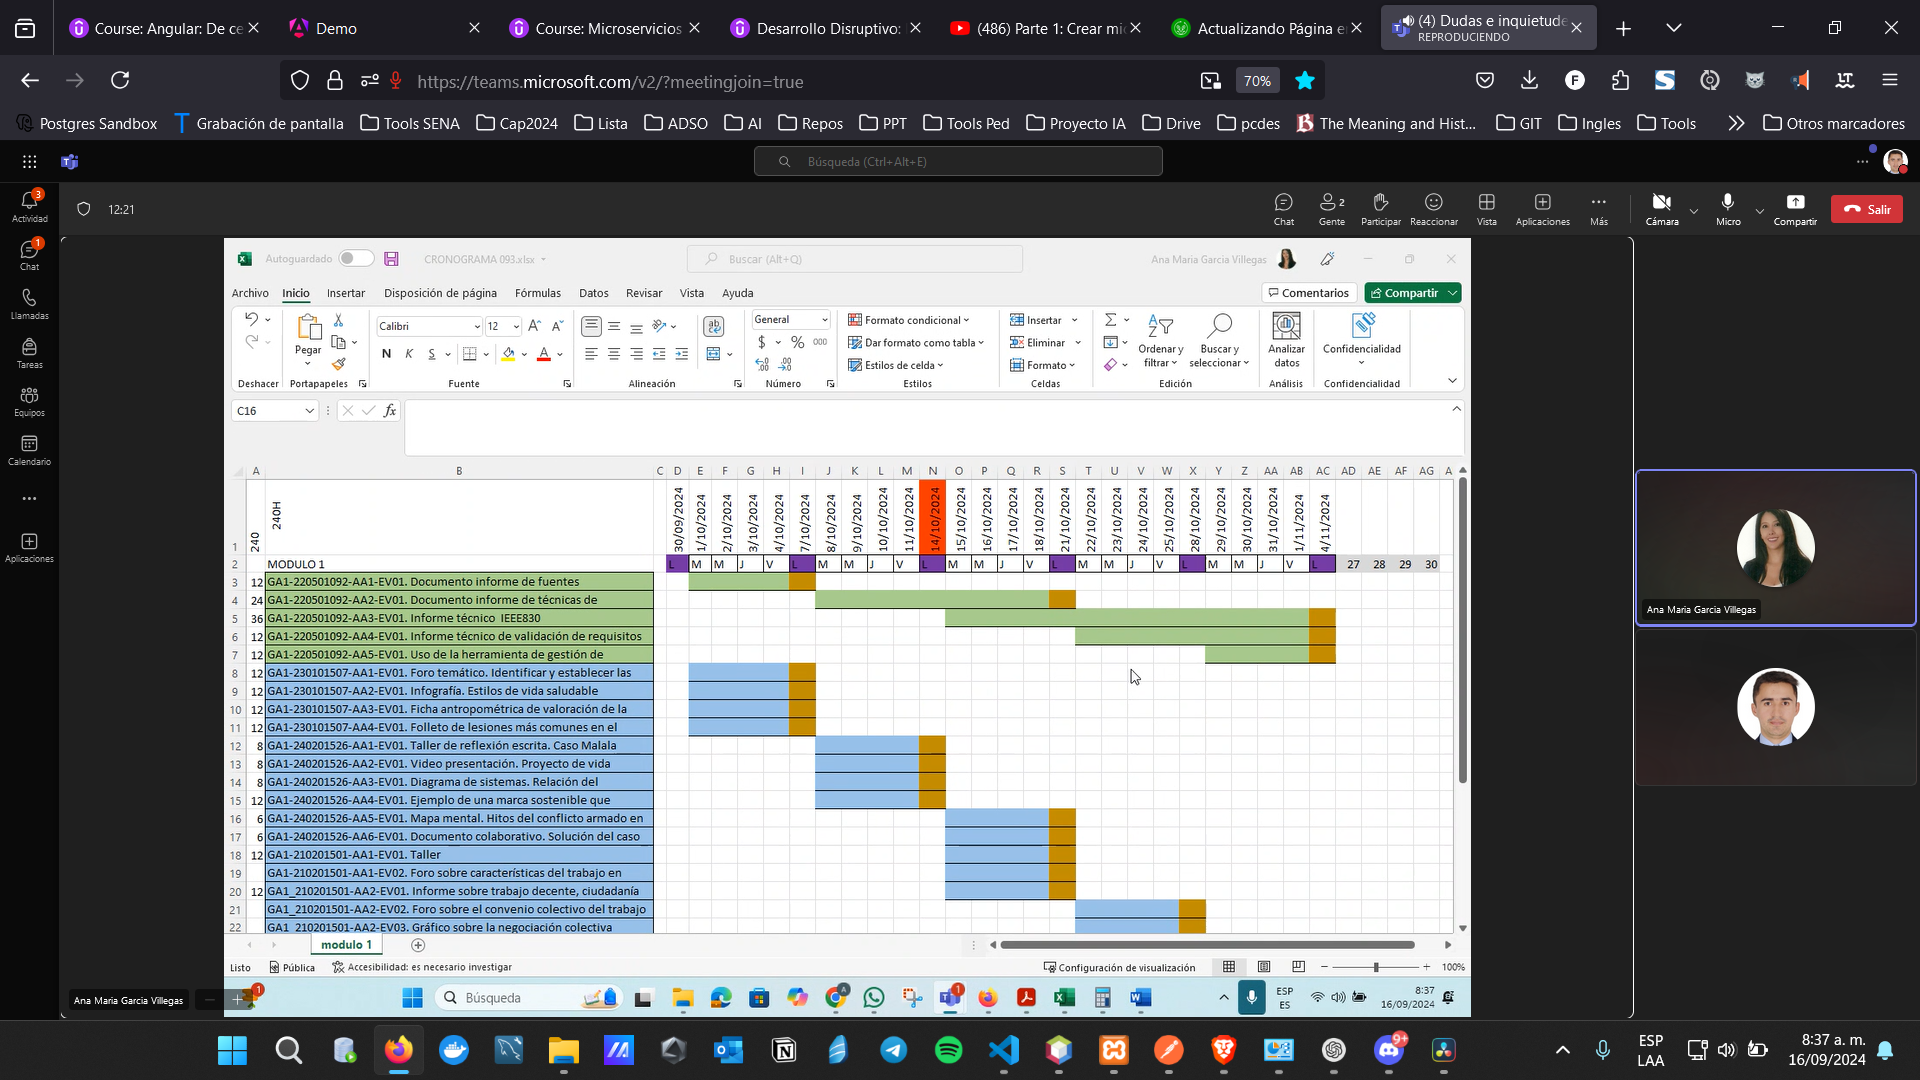 Course: Angular: De ce
Demo
Course: Microservicios
Desarrollo Disruptivo:
(486) Parte 1: Crear mi
Actualizando Página e
(4) Dudas e inquietude
REPRODUCIENDO
https://teams.microsoft.com/v2/?meetingjoin=true
70%
Postgres Sandbox
Grabación de pantalla
Tools SENA
Cap2024
Lista
ADSO
AI
Repos
PPT
Tools Ped
Proyecto IA
Drive
pcdes
The Meaning and Hist...
GIT
Ingles
Tools
Otros marcadores
Búsqueda (Ctrl+Alt+E)
Actividad
3
Chat
1
Llamadas
Tareas
Equipos
Calendario
Aplicaciones
12:21
Chat
Gente
2
Participar
Reaccionar
Vista
Aplicaciones
Más
Cámara
Micro
Compartir
Salir
Autoguardado
CRONOGRAMA 093.xlsx
Buscar (Alt+Q)
Ana Maria Garcia Villegas
Archivo
Inicio
Insertar
Disposición de página
Fórmulas
Datos
Revisar
Vista
Ayuda
Comentarios
Compartir
Pegar
Calibri
12
N K S
General
$ % 000
Formato condicional
Dar formato como tabla
Estilos de celda
Insertar
Eliminar
Formato
Ordenar y filtrar
Buscar y seleccionar
Analizar datos
Confidencialidad
Deshacer
Portapapeles
Fuente
Alineación
Número
Estilos
Celdas
Edición
Análisis
Confidencialidad
C16
fx
A B C D E F G H I J K L M N O P Q R S T U V W X Y Z AA AB AC AD AE AF AG A
1 240 240H 30/09/2024 1/10/2024 2/10/2024 3/10/2024 4/10/2024 7/10/2024 8/10/2024 9/10/2024 10/10/2024 11/10/2024 14/10/2024 15/10/2024 16/10/2024 17/10/2024 18/10/2024 21/10/2024 22/10/2024 23/10/2024 24/10/2024 25/10/2024 28/10/2024 29/10/2024 30/10/2024 31/10/2024 1/11/2024 4/11/2024
2 MODULO 1 L M M J V L M M J V L M M J V L M M J V L M M J V L 27 28 29 30
3 12 GA1-220501092-AA1-EV01. Documento informe de fuentes
4 24 GA1-220501092-AA2-EV01. Documento informe de técnicas de
5 36 GA1-220501092-AA3-EV01. Informe técnico IEEE830
6 12 GA1-220501092-AA4-EV01. Informe técnico de validación de requisitos
7 12 GA1-220501092-AA5-EV01. Uso de la herramienta de gestión de
8 12 GA1-230101507-AA1-EV01. Foro temático. Identificar y establecer las
9 12 GA1-230101507-AA2-EV01. Infografía. Estilos de vida saludable
10 12 GA1-230101507-AA3-EV01. Ficha antropométrica de valoración de la
11 12 GA1-230101507-AA4-EV01. Folleto de lesiones más comunes en el
12 8 GA1-240201526-AA1-EV01. Taller de reflexión escrita. Caso Malala
13 8 GA1-240201526-AA2-EV01. Video presentación. Proyecto de vida
14 8 GA1-240201526-AA3-EV01. Diagrama de sistemas. Relación del
15 12 GA1-240201526-AA4-EV01. Ejemplo de una marca sostenible que
16 6 GA1-240201526-AA5-EV01. Mapa mental. Hitos del conflicto armado en
17 6 GA1-240201526-AA6-EV01. Documento colaborativo. Solución del caso
18 12 GA1-210201501-AA1-EV01. Taller
19 GA1-210201501-AA1-EV02. Foro sobre características del trabajo en
20 12 GA1_210201501-AA2-EV01. Informe sobre trabajo decente, ciudadanía
21 GA1_210201501-AA2-EV02. Foro sobre el convenio colectivo del trabajo
22 GA1_210201501-AA2-EV03. Gráfico sobre la negociación colectiva
modulo 1
Listo
Pública
Accesibilidad: es necesario investigar
Configuración de visualización
100%
Ana Maria Garcia Villegas
1
Búsqueda
1
ESP
ES
8:37
16/09/2024
Ana Maria Garcia Villegas
9+
ESP
LAA
8:37 a. m.
16/09/2024